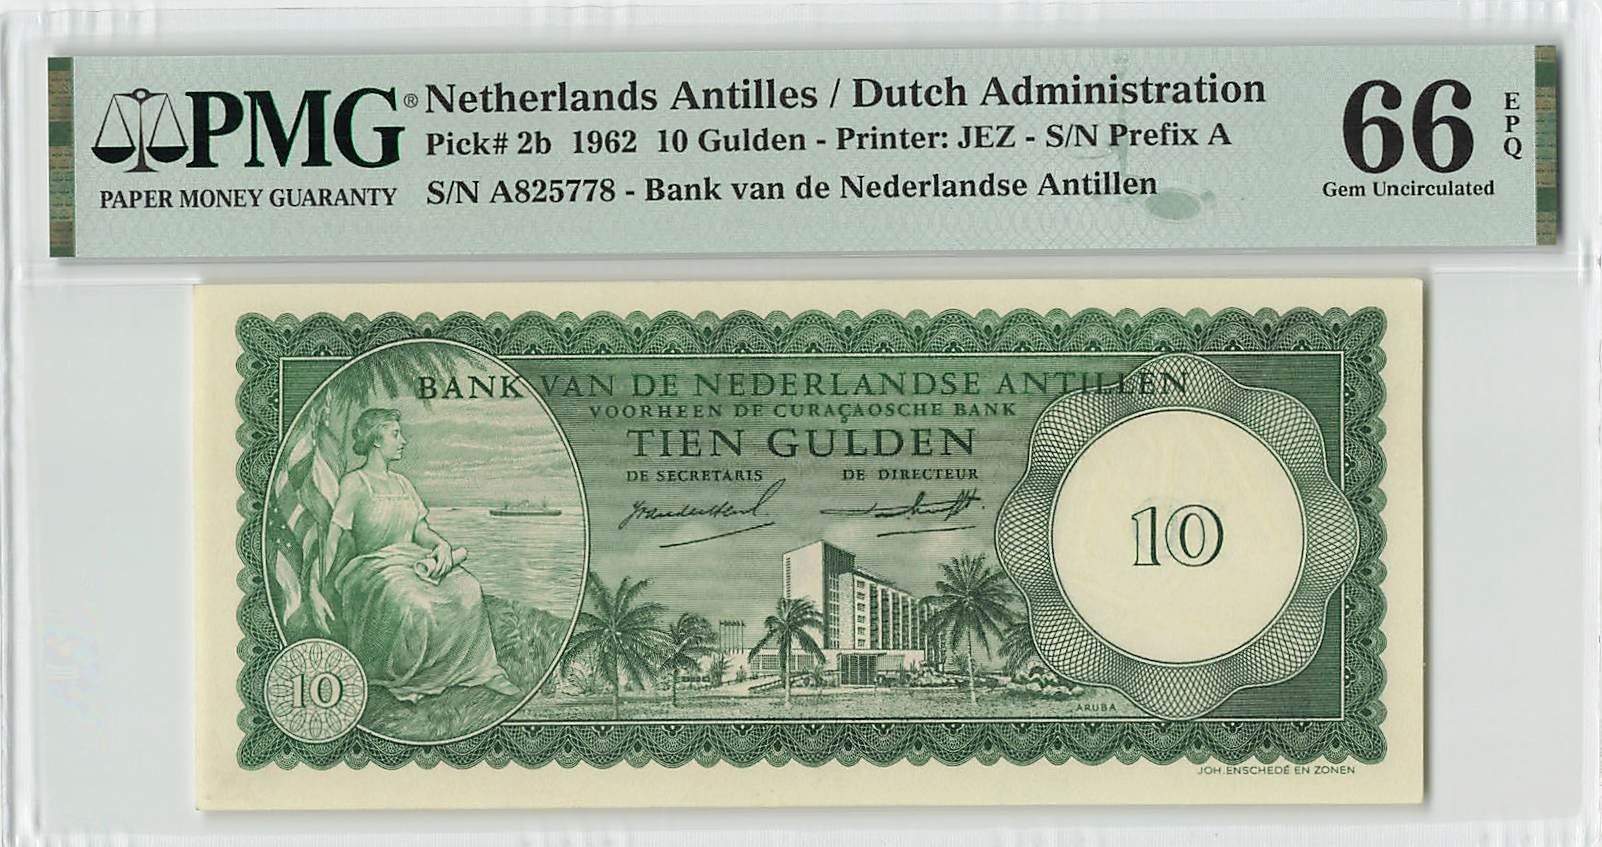 PMG®
PAPER MONEY GUARANTY
Netherlands Antilles / Dutch Administration
Pick# 2b 1962 10 Gulden - Printer: JEZ - S/N Prefix A
S/N A825778 - Bank van de Nederlandse Antillen
66
EPQ
Gem Uncirculated
BANK VAN DE NEDERLANDSE ANTILLEN
VOORHEEN DE CURAÇAOSCHE BANK
TIEN GULDEN
DE SECRETARIS DE DIRECTEUR
10
10
ARUBA
JOH. ENSCHEDÉ EN ZONEN